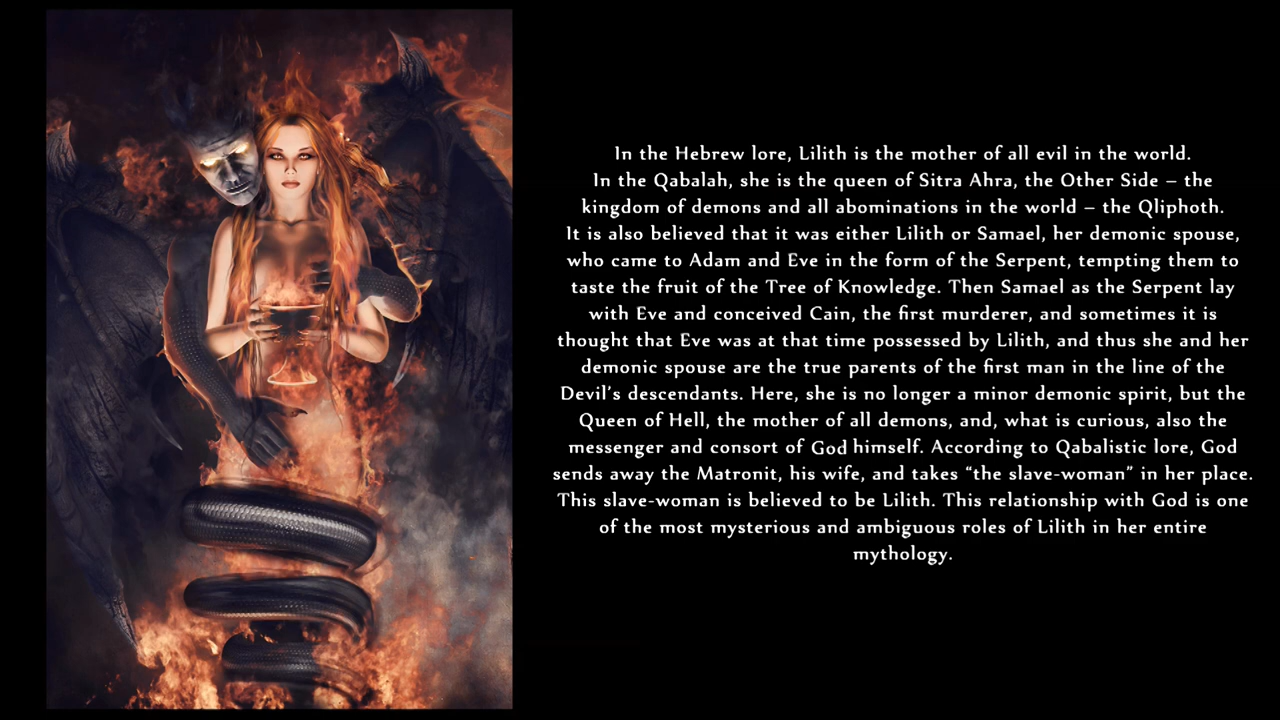 In the Hebrew lore, Lilith is the mother of all evil in the world.
In the Qabalah, she is the queen of Sitra Ahra, the Other Side – the
kingdom of demons and all abominations in the world – the Qliphoth.
It is also believed that it was either Lilith or Samael, her demonic spouse,
who came to Adam and Eve in the form of the Serpent, tempting them to
taste the fruit of the Tree of Knowledge. Then Samael as the Serpent lay
with Eve and conceived Cain, the first murderer, and sometimes it is
thought that Eve was at that time possessed by Lilith, and thus she and her
demonic spouse are the true parents of the first man in the line of the
Devil’s descendants. Here, she is no longer a minor demonic spirit, but the
Queen of Hell, the mother of all demons, and, what is curious, also the
messenger and consort of God himself. According to Qabalistic lore, God
sends away the Matronit, his wife, and takes “the slave-woman” in her place.
This slave-woman is believed to be Lilith. This relationship with God is one
of the most mysterious and ambiguous roles of Lilith in her entire
mythology.